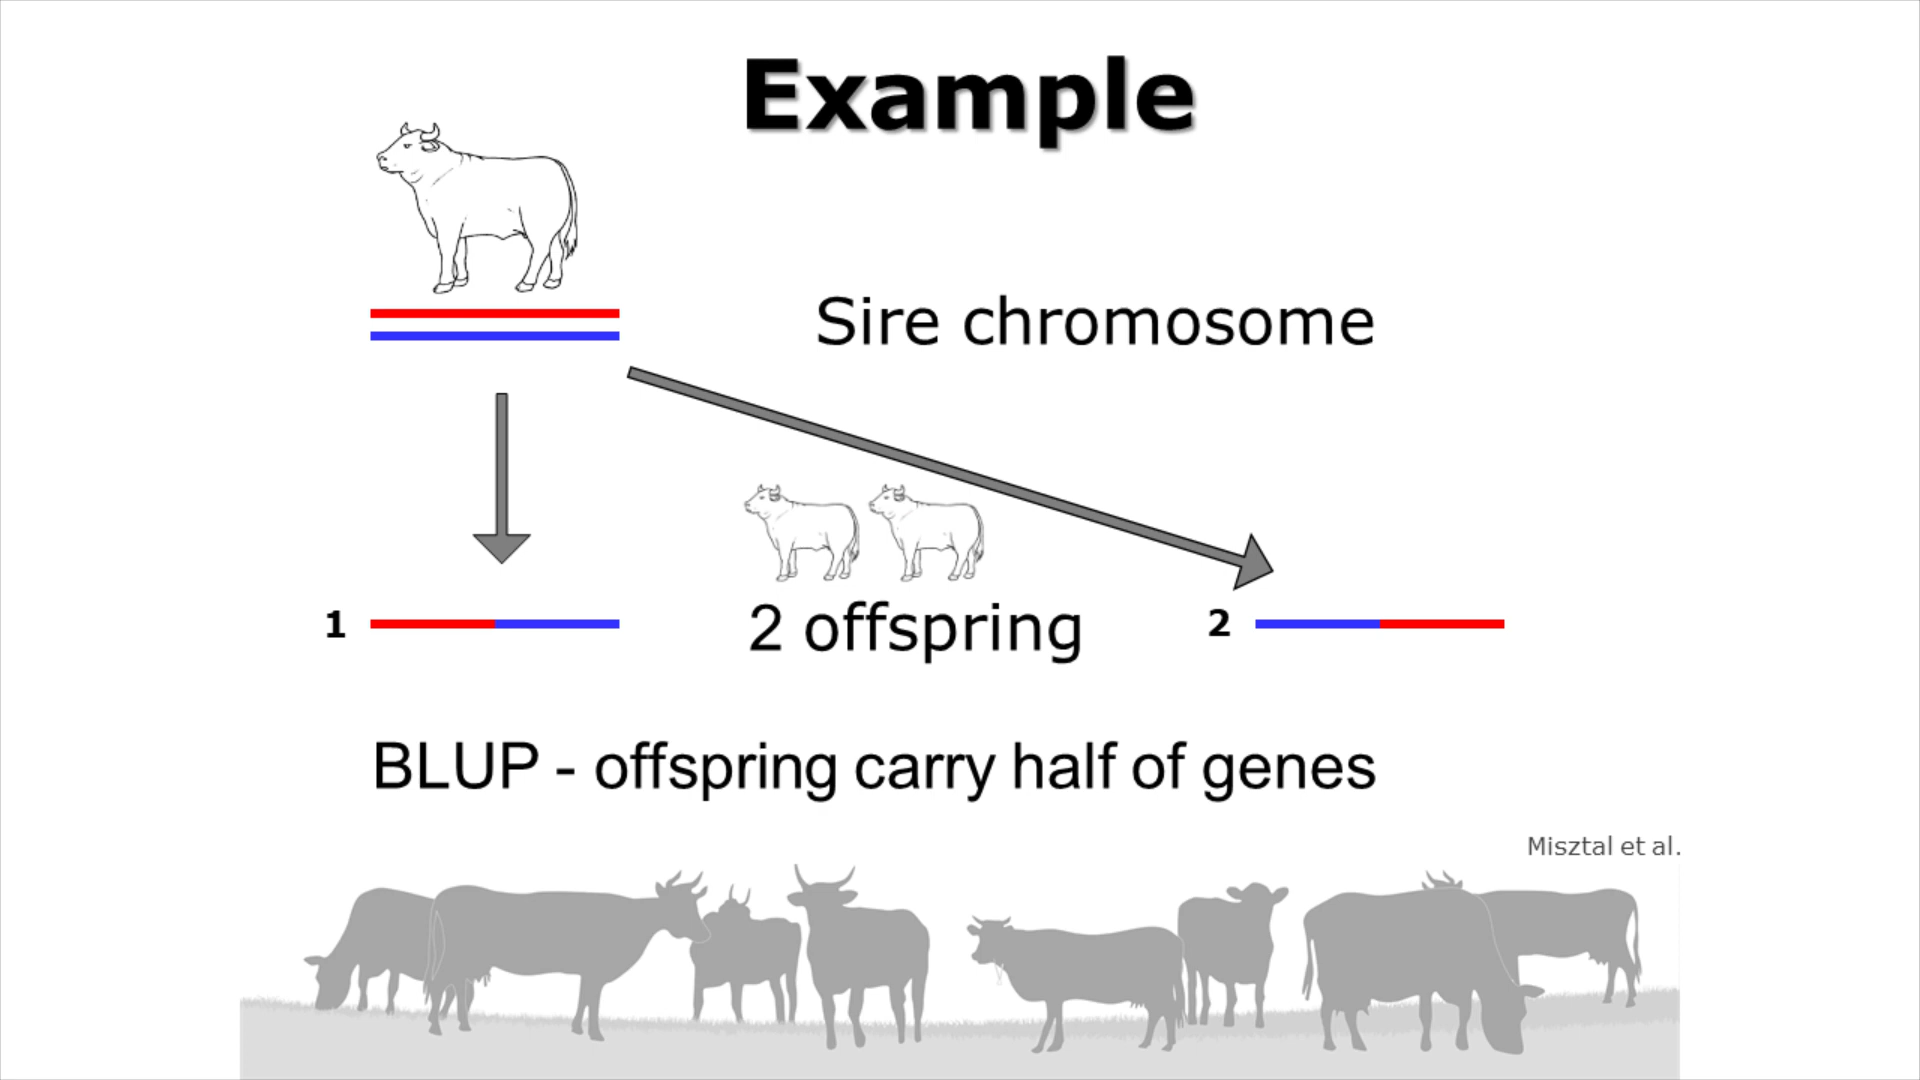 Example
Sire chromosome
1
2 offspring
2
BLUP - offspring carry half of genes
Misztal et al.